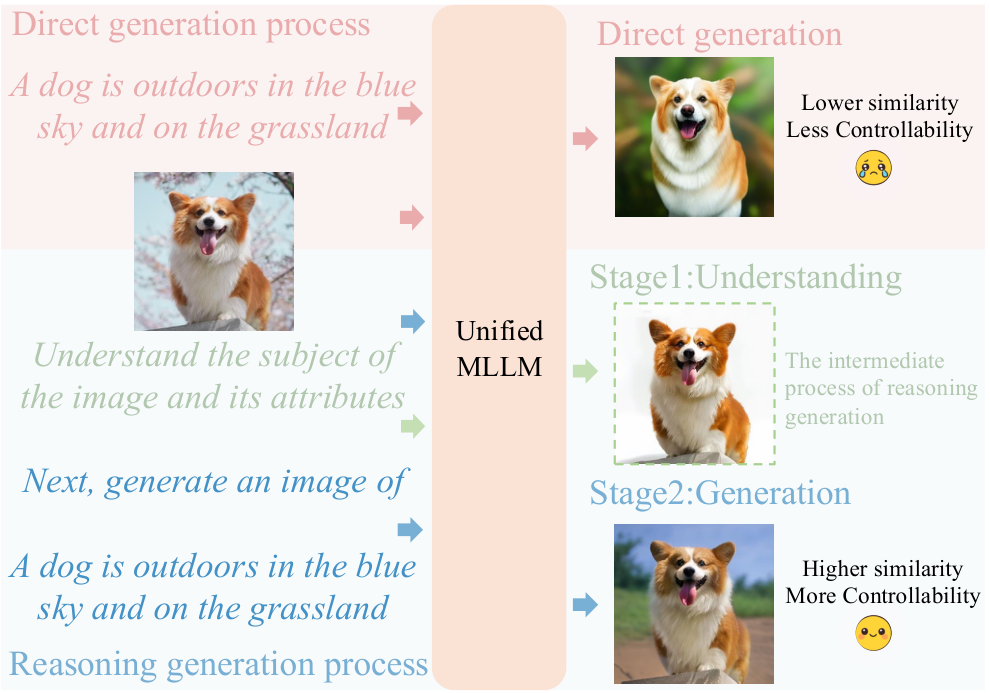 Direct generation process
A dog is outdoors in the blue
sky and on the grassland
Understand the subject of
the image and its attributes
Next, generate an image of
A dog is outdoors in the blue
sky and on the grassland
Reasoning generation process
Unified
MLLM
Direct generation
Lower similarity
Less Controllability
Stage1:Understanding
The intermediate
process of reasoning
generation
Stage2:Generation
Higher similarity
More Controllability